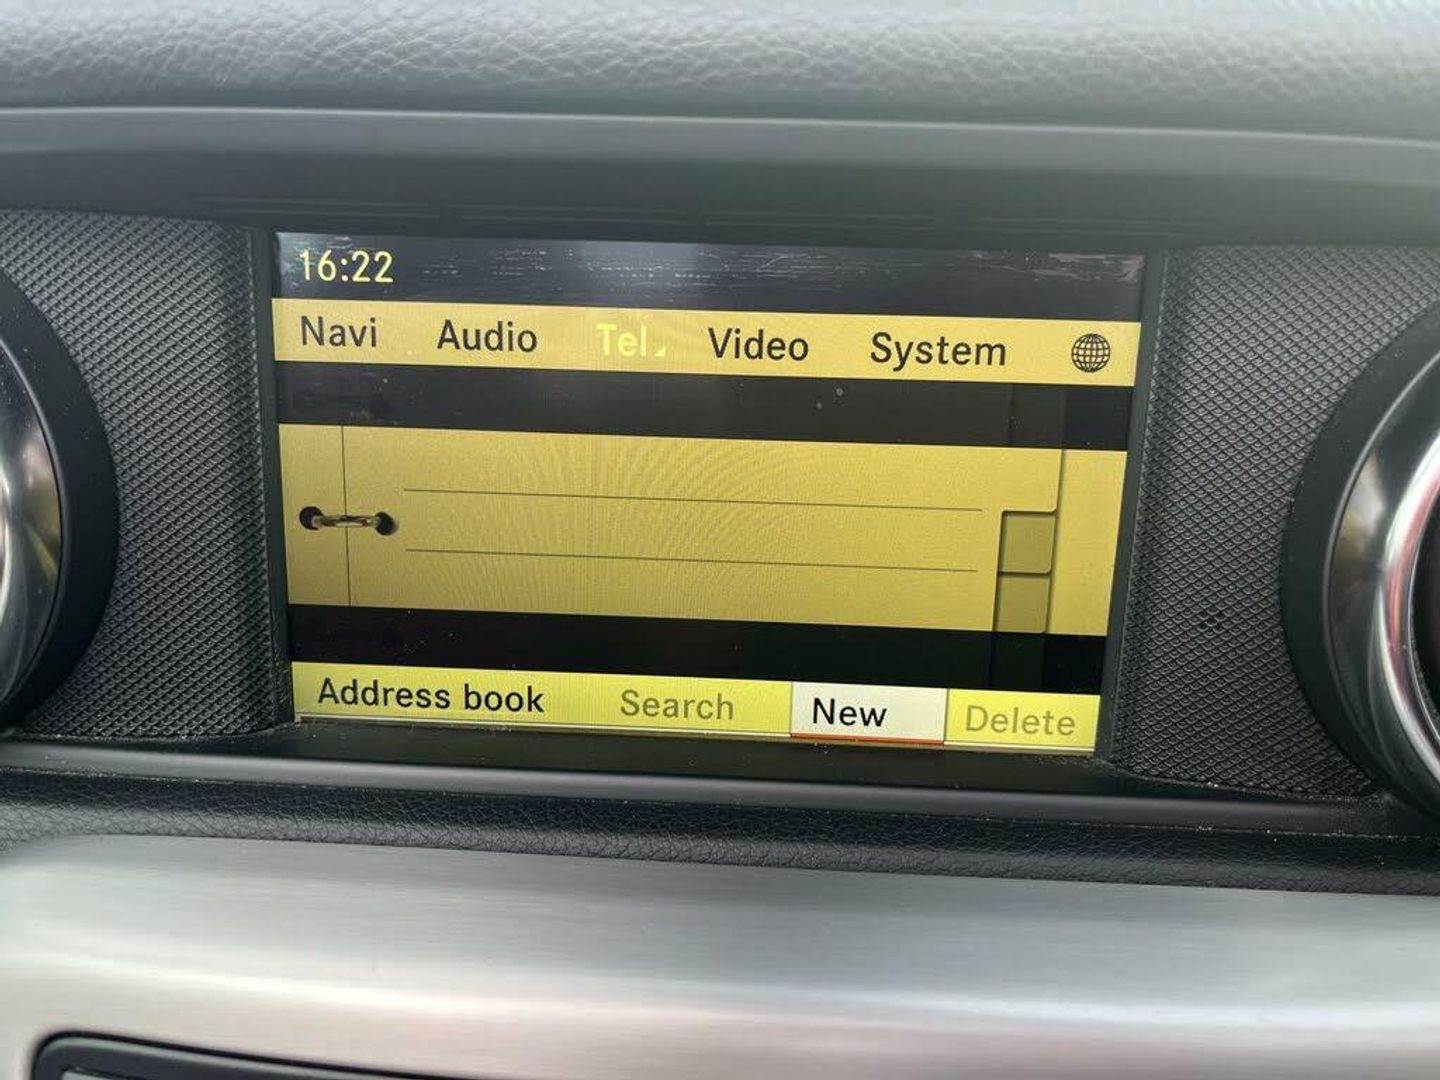 16:22
Navi Audio Tel Video System
Address book Search New Delete